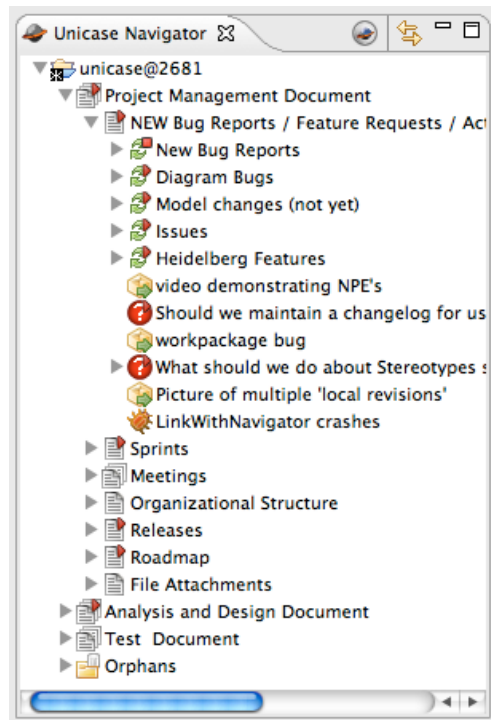 Unicase Navigator
unicase@2681
Project Management Document
NEW Bug Reports / Feature Requests / Act
New Bug Reports
Diagram Bugs
Model changes (not yet)
Issues
Heidelberg Features
video demonstrating NPE's
Should we maintain a changelog for us
workpackage bug
What should we do about Stereotypes s
Picture of multiple 'local revisions'
LinkWithNavigator crashes
Sprints
Meetings
Organizational Structure
Releases
Roadmap
File Attachments
Analysis and Design Document
Test  Document
Orphans